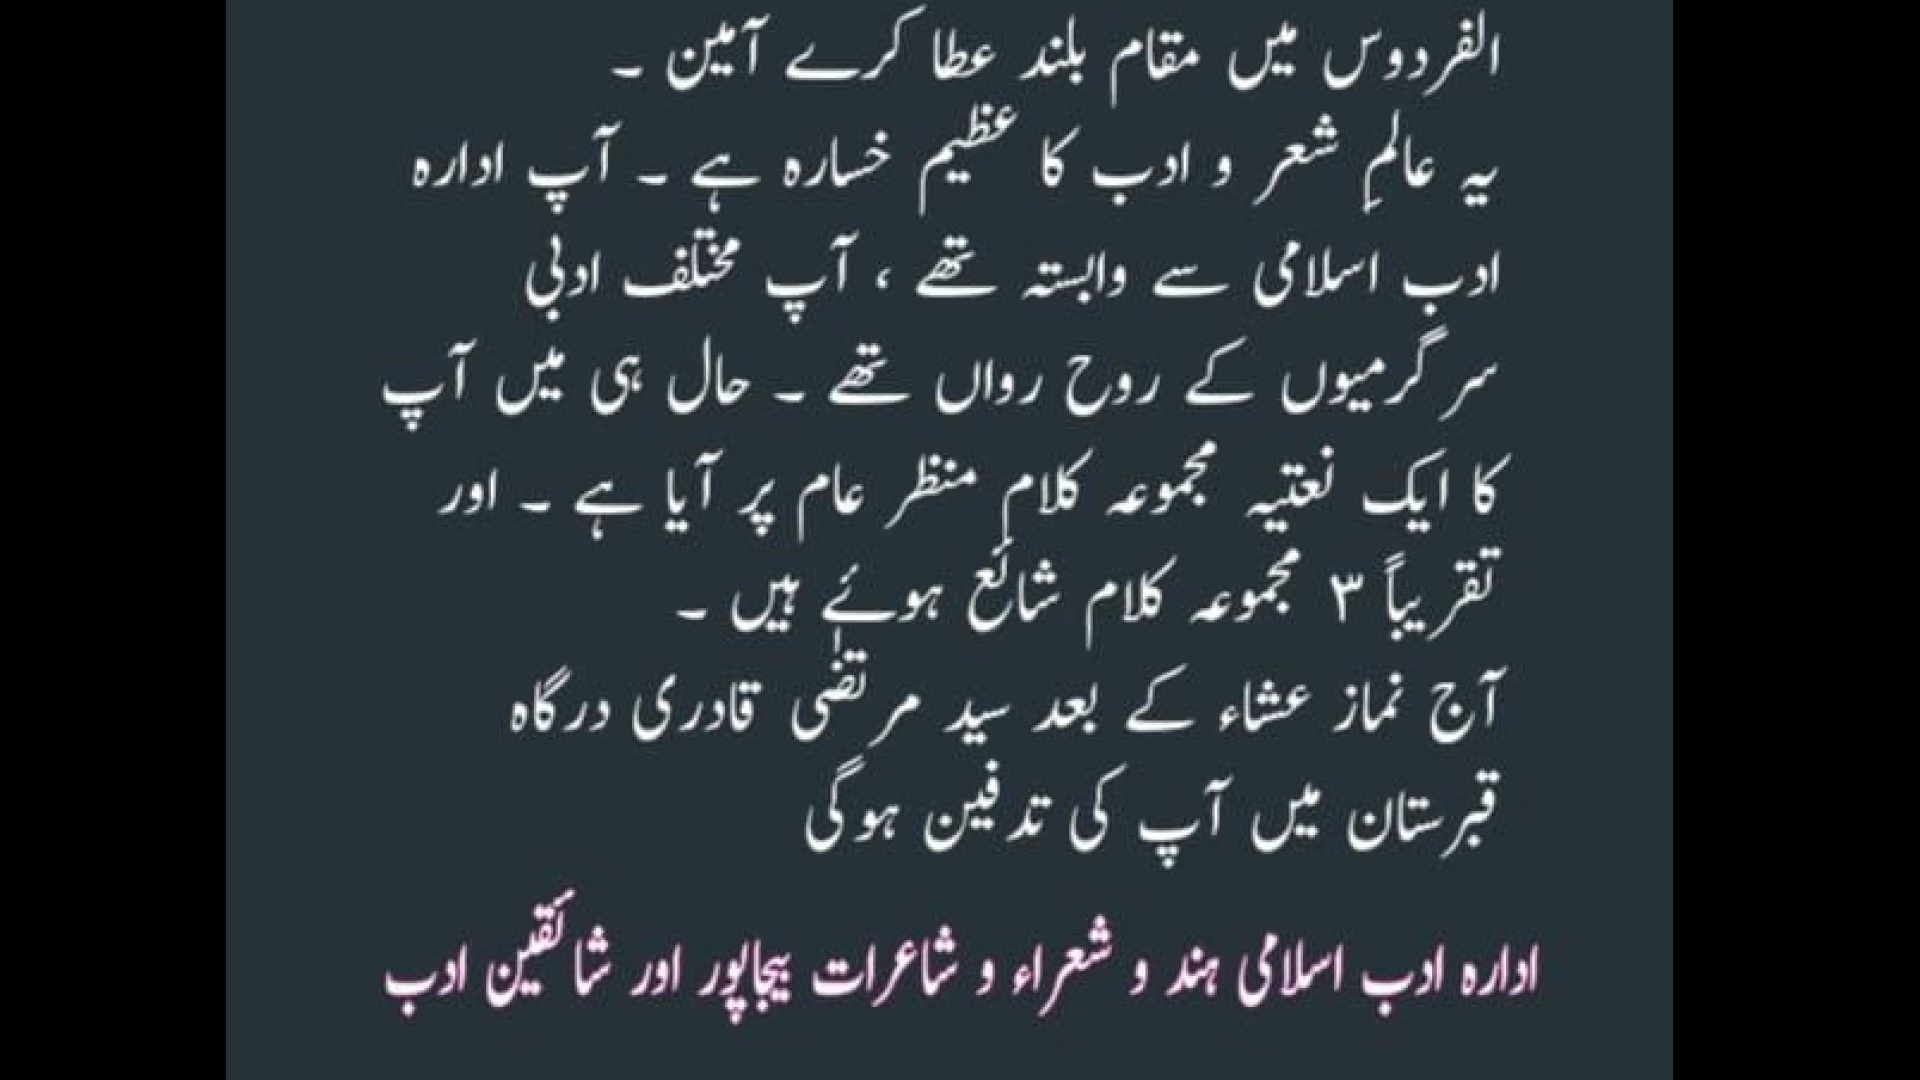 الفردوس میں مقام بلند عطا کرے آمین ۔
یہ عالمِ شعر و ادب کا عظیم خسارہ ہے ۔ آپ ادارہ
ادب اسلامی سے وابستہ تھے ، آپ مختلف ادبی
سرگرمیوں کے روح رواں تھے ۔ حال ہی میں آپ
کا ایک نعتیہ مجموعہ کلام منظر عام پر آیا ہے ۔ اور
تقریباً ۳ مجموعہ کلام شائع ہوئے ہیں ۔
آج نماز عشاء کے بعد سید مرتضٰی قادری درگاہ
قبرستان میں آپ کی تدفین ہوگی
ادارہ ادب اسلامی ہند و شعراء و شاعرات بیجاپور اور شائقین ادب